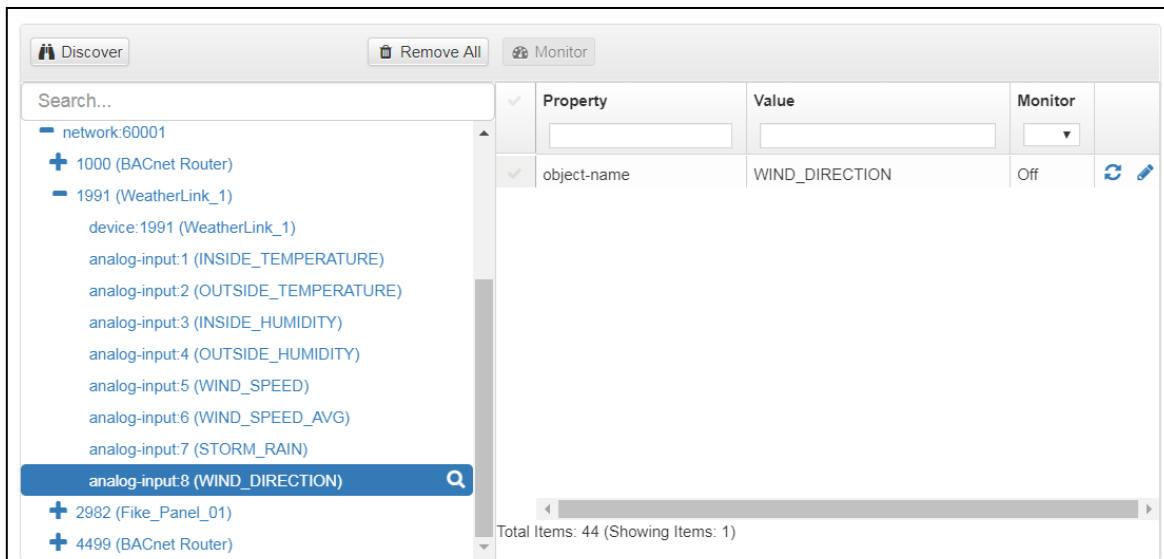 Discover
Remove All
Monitor
Search...
network:60001
1000 (BACnet Router)
1991 (WeatherLink_1)
device:1991 (WeatherLink_1)
analog-input:1 (INSIDE_TEMPERATURE)
analog-input:2 (OUTSIDE_TEMPERATURE)
analog-input:3 (INSIDE_HUMIDITY)
analog-input:4 (OUTSIDE_HUMIDITY)
analog-input:5 (WIND_SPEED)
analog-input:6 (WIND_SPEED_AVG)
analog-input:7 (STORM_RAIN)
analog-input:8 (WIND_DIRECTION)
2982 (Fike_Panel_01)
4499 (BACnet Router)
Property Value Monitor
object-name WIND_DIRECTION Off
Total Items: 44 (Showing Items: 1)